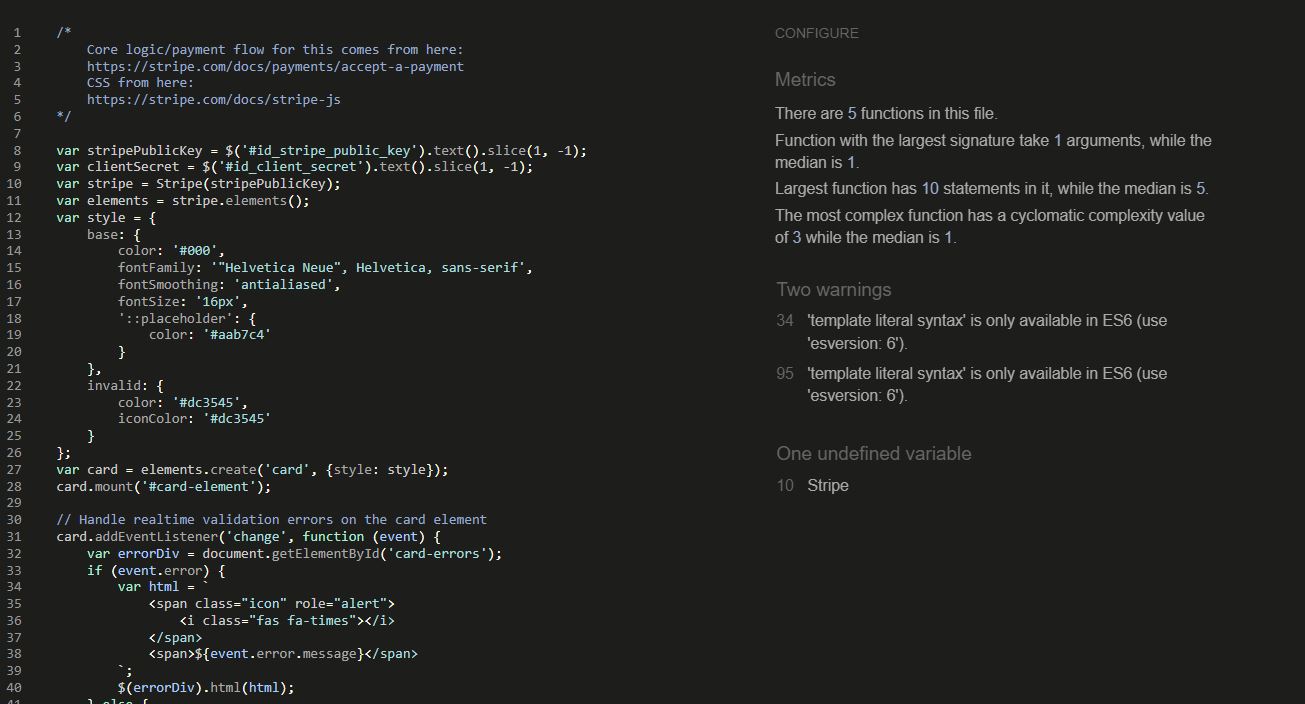 1 /*
2 Core logic/payment flow for this comes from here:
3 https://stripe.com/docs/payments/accept-a-payment
4 CSS from here:
5 https://stripe.com/docs/stripe-js
6 */
7
8 var stripePublicKey = $('#id_stripe_public_key').text().slice(1, -1);
9 var clientSecret = $('#id_client_secret').text().slice(1, -1);
10 var stripe = Stripe(stripePublicKey);
11 var elements = stripe.elements();
12 var style = {
13 base: {
14 color: '#000',
15 fontFamily: '"Helvetica Neue", Helvetica, sans-serif',
16 fontSmoothing: 'antialiased',
17 fontSize: '16px',
18 '::placeholder': {
19 color: '#aab7c4'
20 }
21 },
22 invalid: {
23 color: '#dc3545',
24 iconColor: '#dc3545'
25 }
26 };
27 var card = elements.create('card', {style: style});
28 card.mount('#card-element');
29
30 // Handle realtime validation errors on the card element
31 card.addEventListener('change', function (event) {
32 var errorDiv = document.getElementById('card-errors');
33 if (event.error) {
34 var html = `
35 <span class="icon" role="alert">
36 <i class="fas fa-times"></i>
37 </span>
38 <span>${event.error.message}</span>
39 `;
40 $(errorDiv).html(html);
41 } else {
CONFIGURE
Metrics
There are 5 functions in this file.
Function with the largest signature take 1 arguments, while the
median is 1.
Largest function has 10 statements in it, while the median is 5.
The most complex function has a cyclomatic complexity value
of 3 while the median is 1.
Two warnings
34 'template literal syntax' is only available in ES6 (use
'esversion: 6').
95 'template literal syntax' is only available in ES6 (use
'esversion: 6').
One undefined variable
10 Stripe